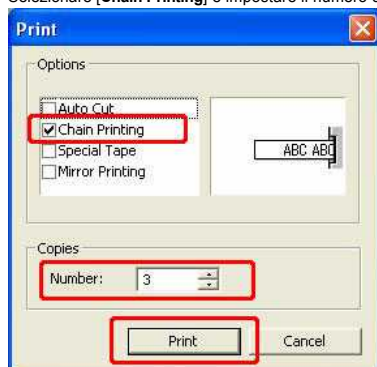 Selezionare [Chain Printing] e impostare il numero
Print
Options
Auto Cut
Chain Printing
Special Tape
Mirror Printing
ABC ABC
Copies
Number: 3
Print Cancel